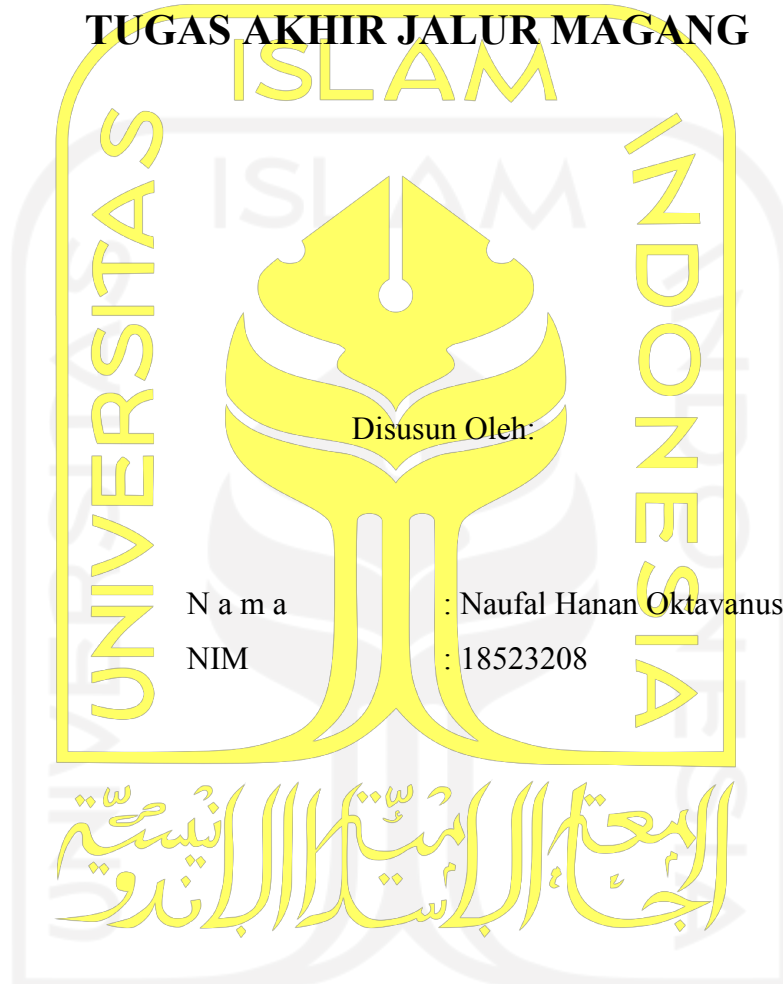 TUGAS AKHIR JALUR MAGANG
ISLAM
UNIVERSITAS
INDONESIA
Disusun Oleh:
N a m a : Naufal Hanan Oktavanus
NIM : 18523208
الجامعة الإسلامية الإندونيسية